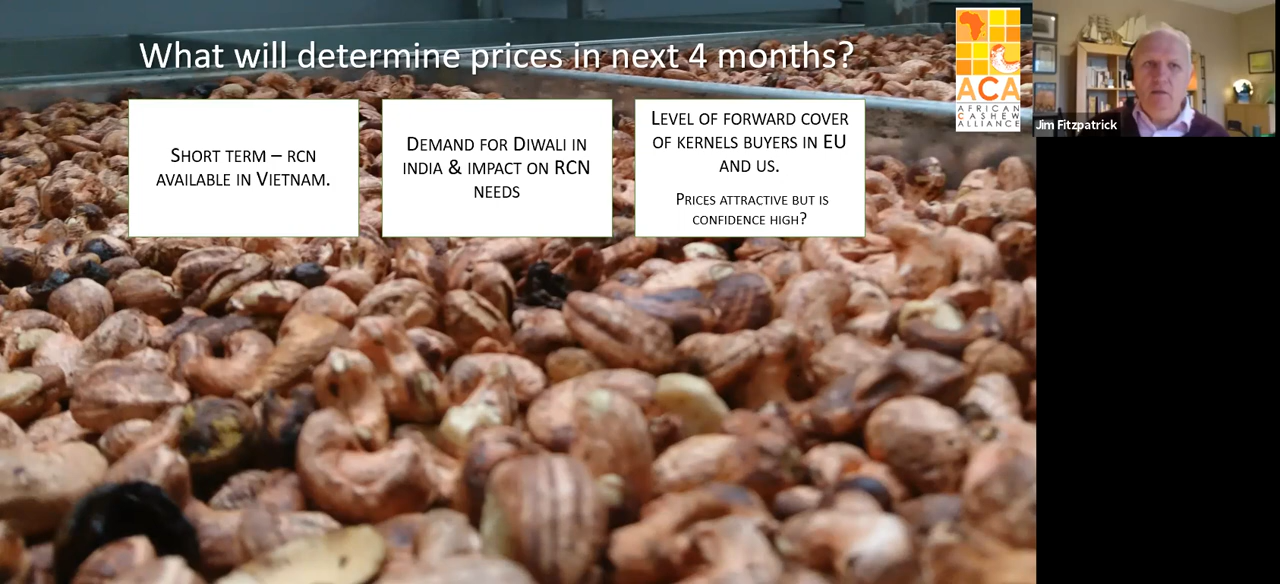 What will determine prices in next 4 months?
SHORT TERM – RCN
AVAILABLE IN VIETNAM.
DEMAND FOR DIWALI IN
INDIA & IMPACT ON RCN
NEEDS
LEVEL OF FORWARD COVER
OF KERNELS BUYERS IN EU
AND US.
PRICES ATTRACTIVE BUT IS
CONFIDENCE HIGH?
ACA
AFRICAN
CASHEW
ALLIANCE
Jim Fitzpatrick